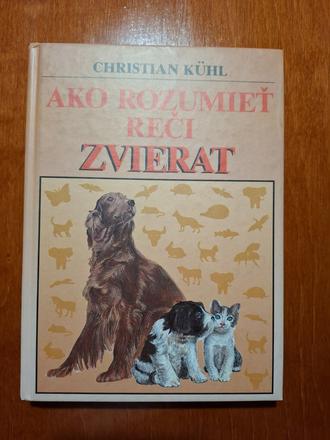 CHRISTIAN KÜHL
AKO ROZUMIEŤ
REČI
ZVIERAT